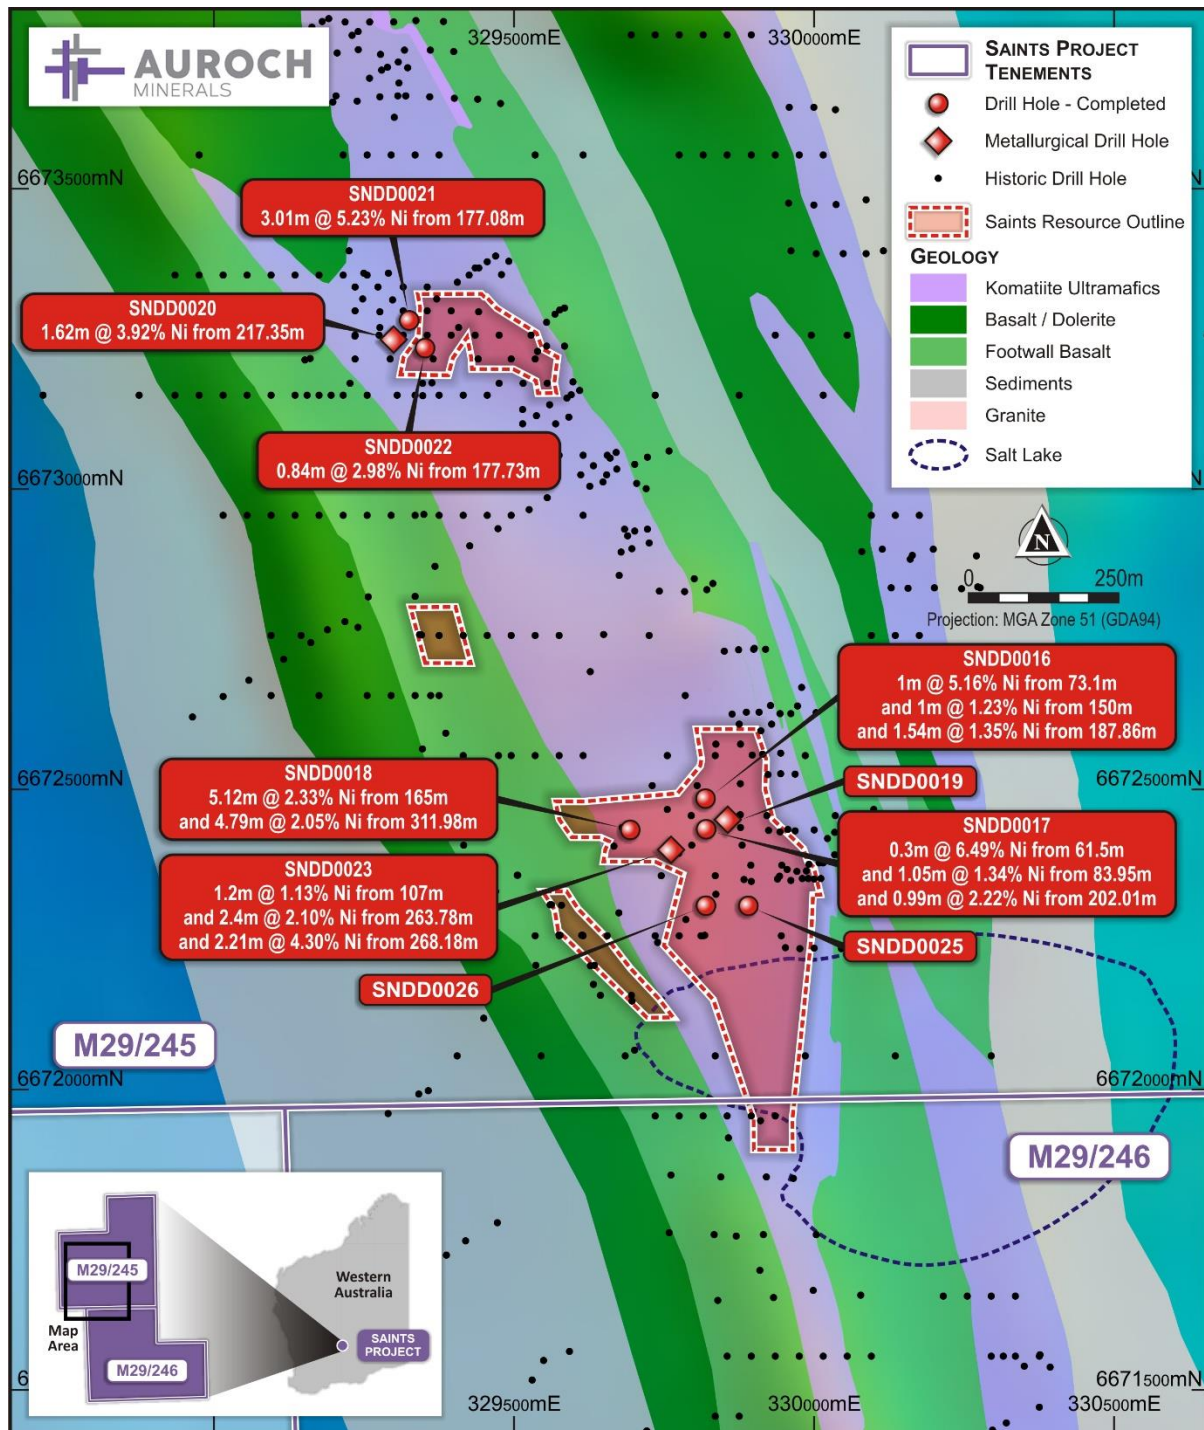 AUROCH
MINERALS
329500mE
330000mE
SAINTS PROJECT
TENEMENTS
Drill Hole - Completed
Metallurgical Drill Hole
Historic Drill Hole
Saints Resource Outline
GEOLOGY
Komatiite Ultramafics
Basalt / Dolerite
Footwall Basalt
Sediments
Granite
Salt Lake
6673500mN
SNDD0021
3.01m @ 5.23% Ni from 177.08m
SNDD0020
1.62m @ 3.92% Ni from 217.35m
SNDD0022
0.84m @ 2.98% Ni from 177.73m
6673000mN
N
0
250m
Projection: MGA Zone 51 (GDA94)
SNDD0016
1m @ 5.16% Ni from 73.1m
and 1m @ 1.23% Ni from 150m
and 1.54m @ 1.35% Ni from 187.86m
6672500mN
6672500mN
SNDD0018
5.12m @ 2.33% Ni from 165m
and 4.79m @ 2.05% Ni from 311.98m
SNDD0019
SNDD0017
0.3m @ 6.49% Ni from 61.5m
and 1.05m @ 1.34% Ni from 83.95m
and 0.99m @ 2.22% Ni from 202.01m
SNDD0023
1.2m @ 1.13% Ni from 107m
and 2.4m @ 2.10% Ni from 263.78m
and 2.21m @ 4.30% Ni from 268.18m
SNDD0025
SNDD0026
M29/245
6672000mN
6672000mN
M29/246
M29/245
Map
Area
M29/246
Western
Australia
SAINTS
PROJECT
6671500mN
329500mE
330000mE
330500mE